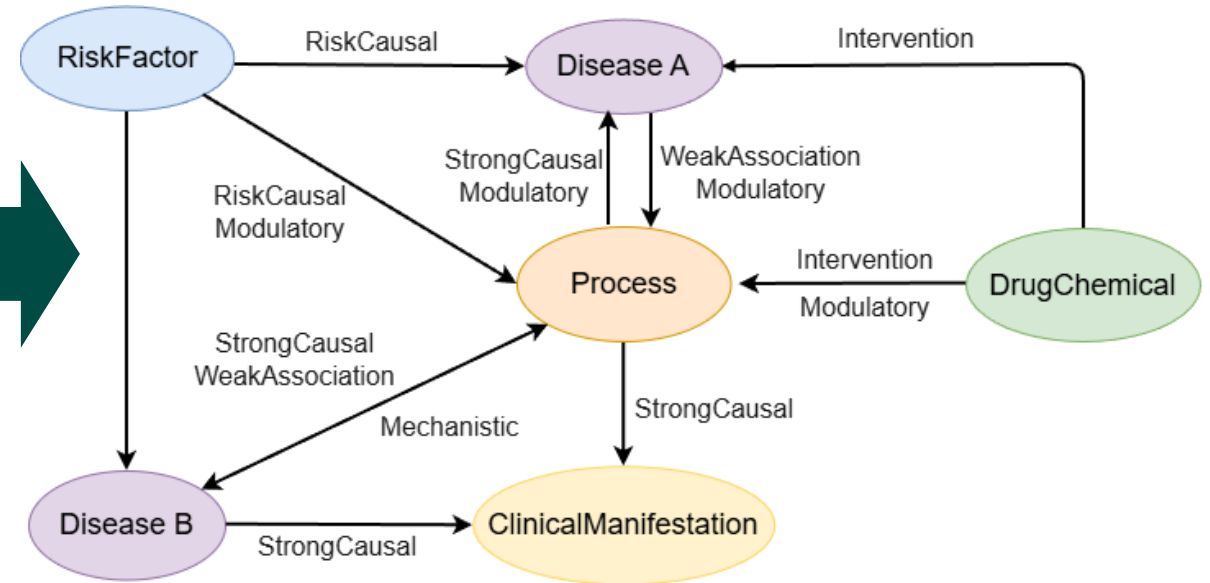 RiskFactor
RiskCausal
Disease A
Intervention
StrongCausal
Modulatory
WeakAssociation
Modulatory
RiskCausal
Modulatory
Process
Intervention
Modulatory
DrugChemical
StrongCausal
WeakAssociation
Mechanistic
StrongCausal
Disease B
StrongCausal
ClinicalManifestation